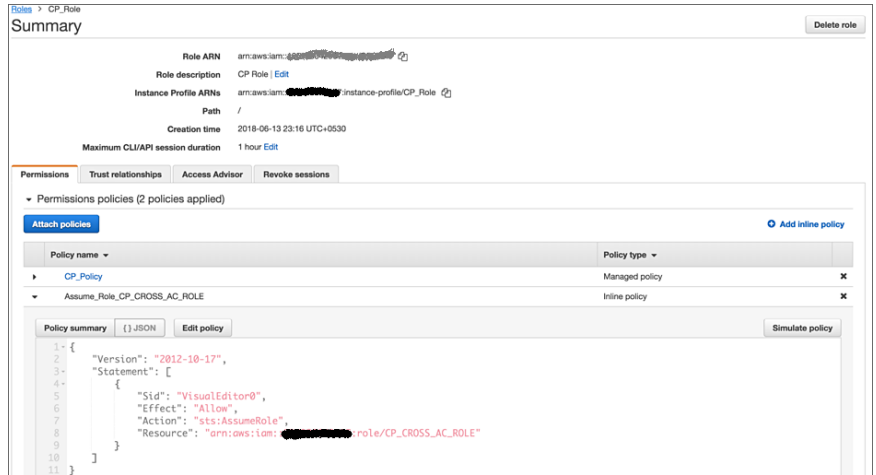 Roles > CP_Role
Summary
Delete role
Role ARN arn:aws:iam::
Role description CP Role | Edit
Instance Profile ARNs arn:aws:iam: :instance-profile/CP_Role
Path /
Creation time 2018-06-13 23:16 UTC+0530
Maximum CLI/API session duration 1 hour Edit
Permissions Trust relationships Access Advisor Revoke sessions
Permissions policies (2 policies applied)
Attach policies Add inline policy
Policy name Policy type
CP_Policy Managed policy
Assume_Role_CP_CROSS_AC_ROLE Inline policy
Policy summary {} JSON Edit policy Simulate policy
1 {
2 "Version": "2012-10-17",
3 "Statement": [
4 {
5 "Sid": "VisualEditor0",
6 "Effect": "Allow",
7 "Action": "sts:AssumeRole",
8 "Resource": "arn:aws:iam: :role/CP_CROSS_AC_ROLE"
9 }
10 ]
11 }